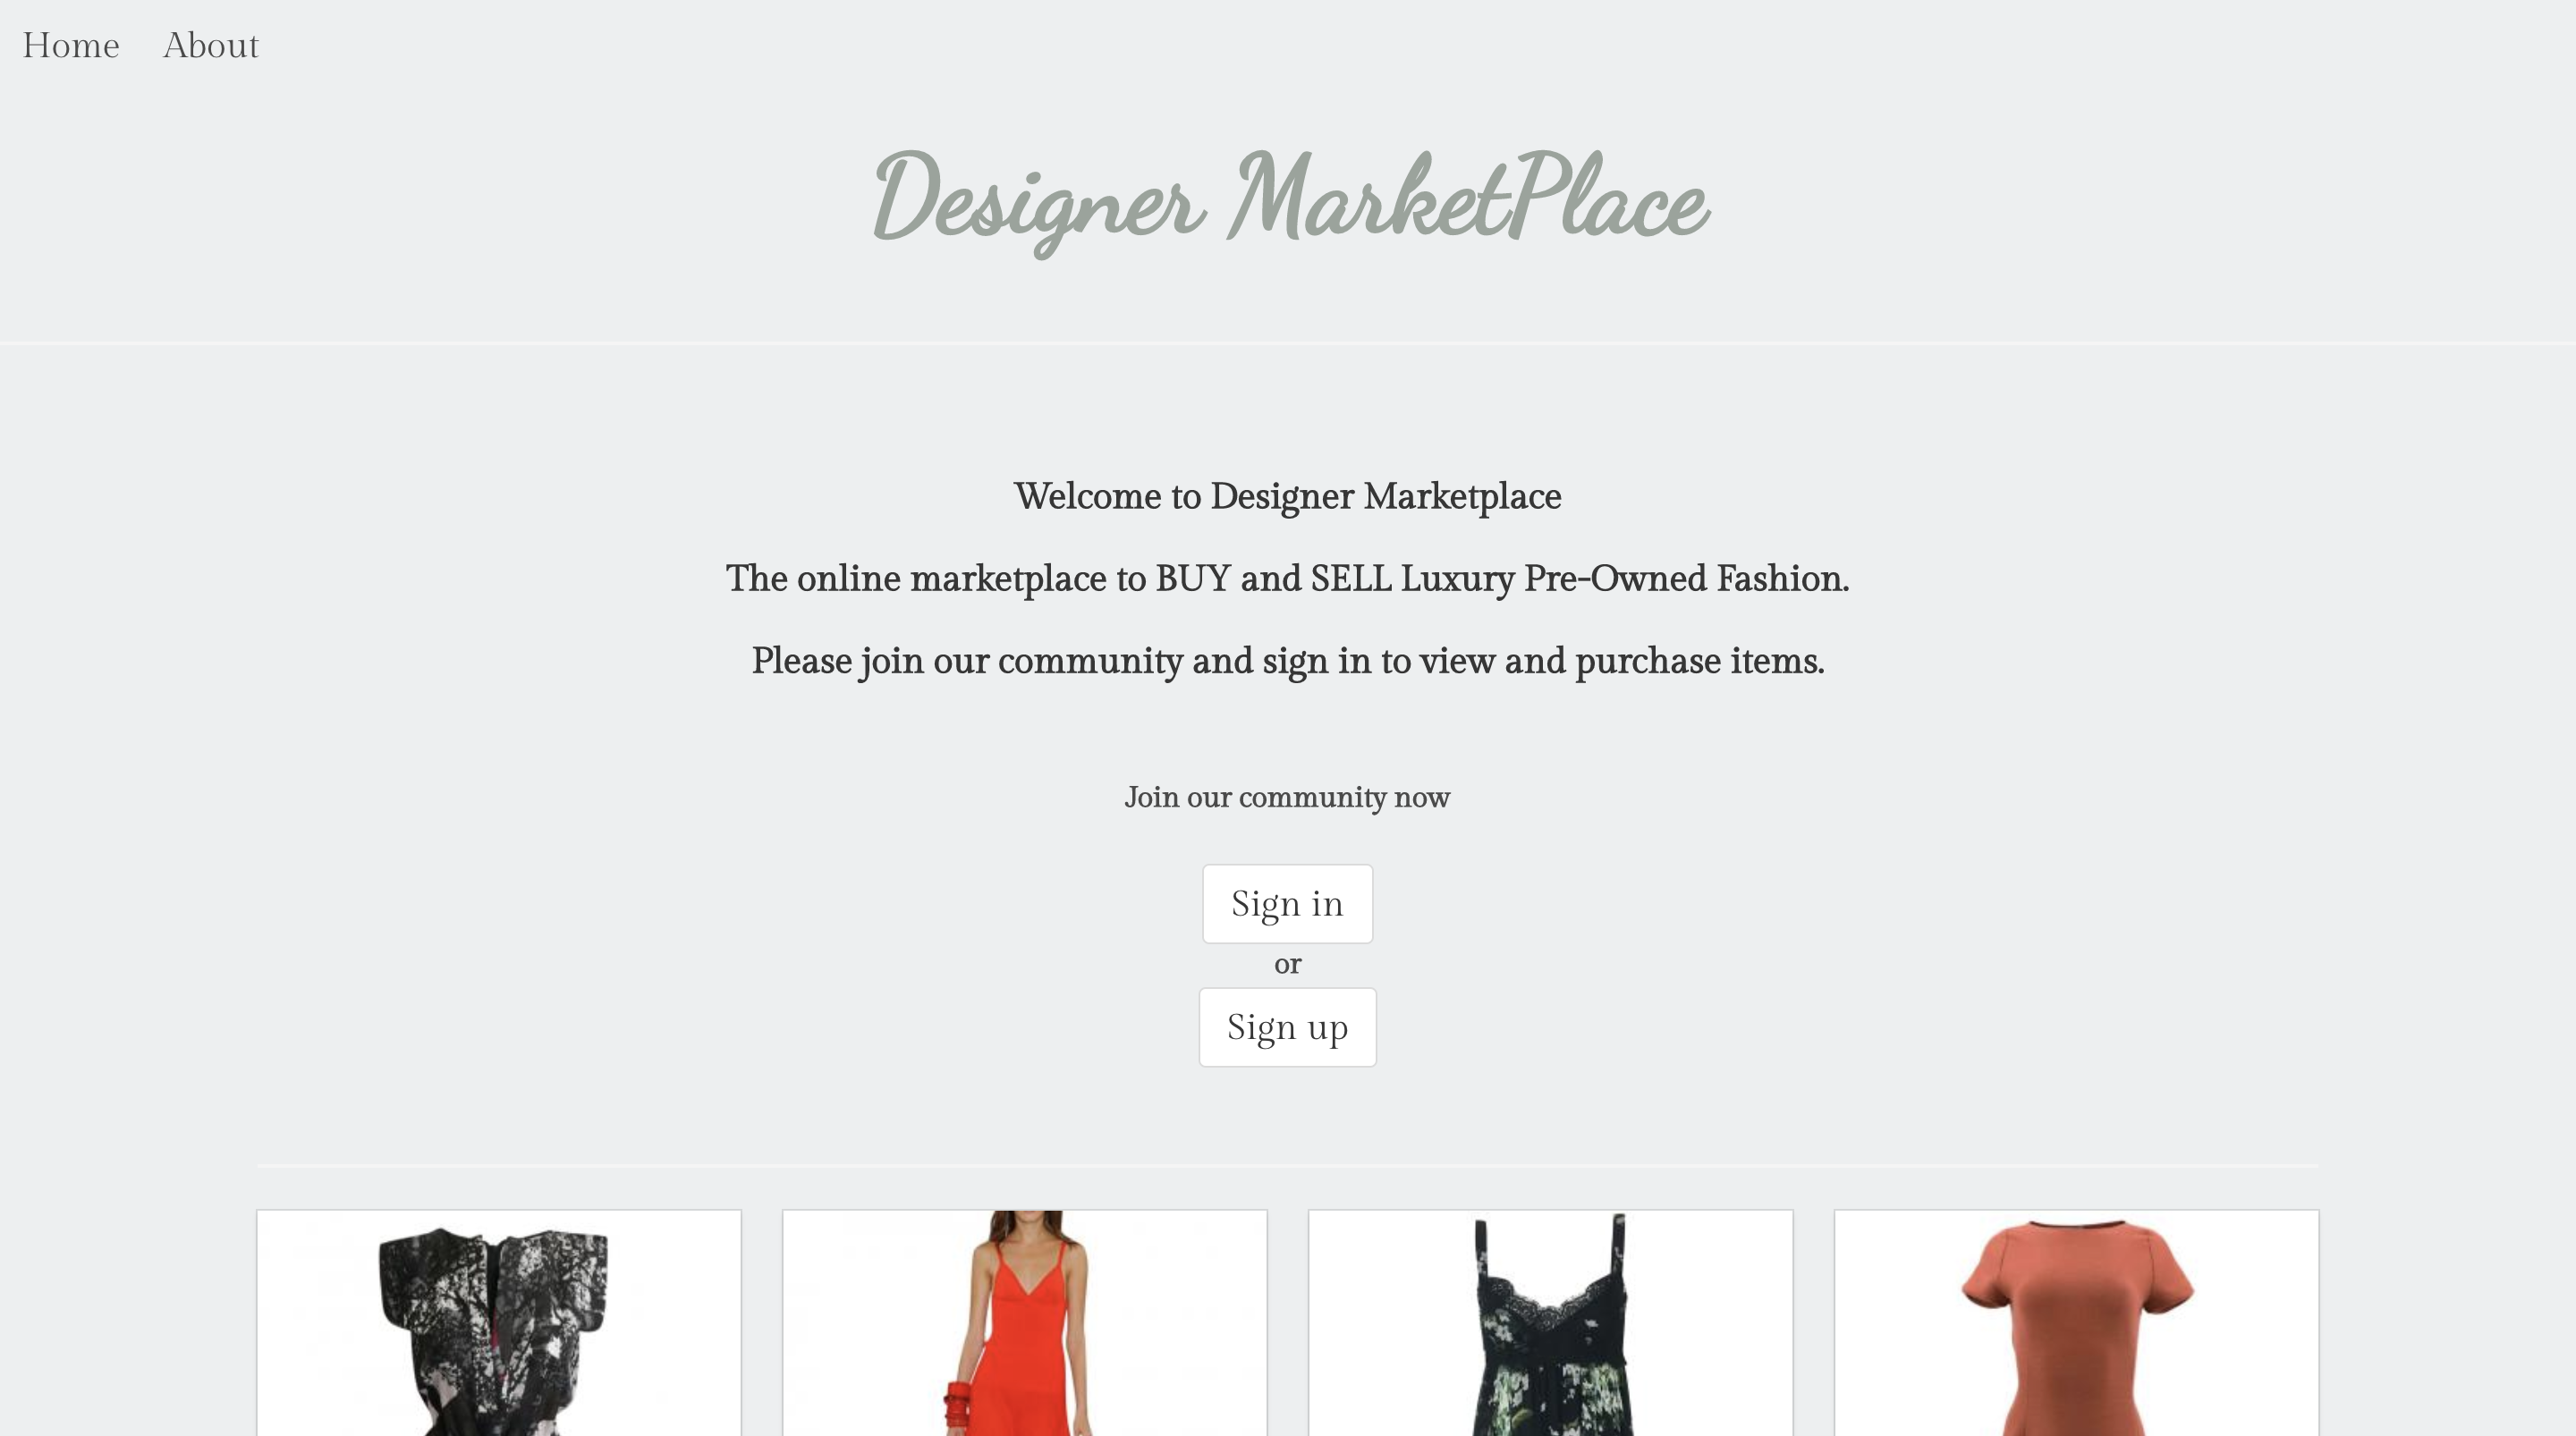 Home About
Designer MarketPlace
Welcome to Designer Marketplace
The online marketplace to BUY and SELL Luxury Pre-Owned Fashion.
Please join our community and sign in to view and purchase items.
Join our community now
Sign in
or
Sign up